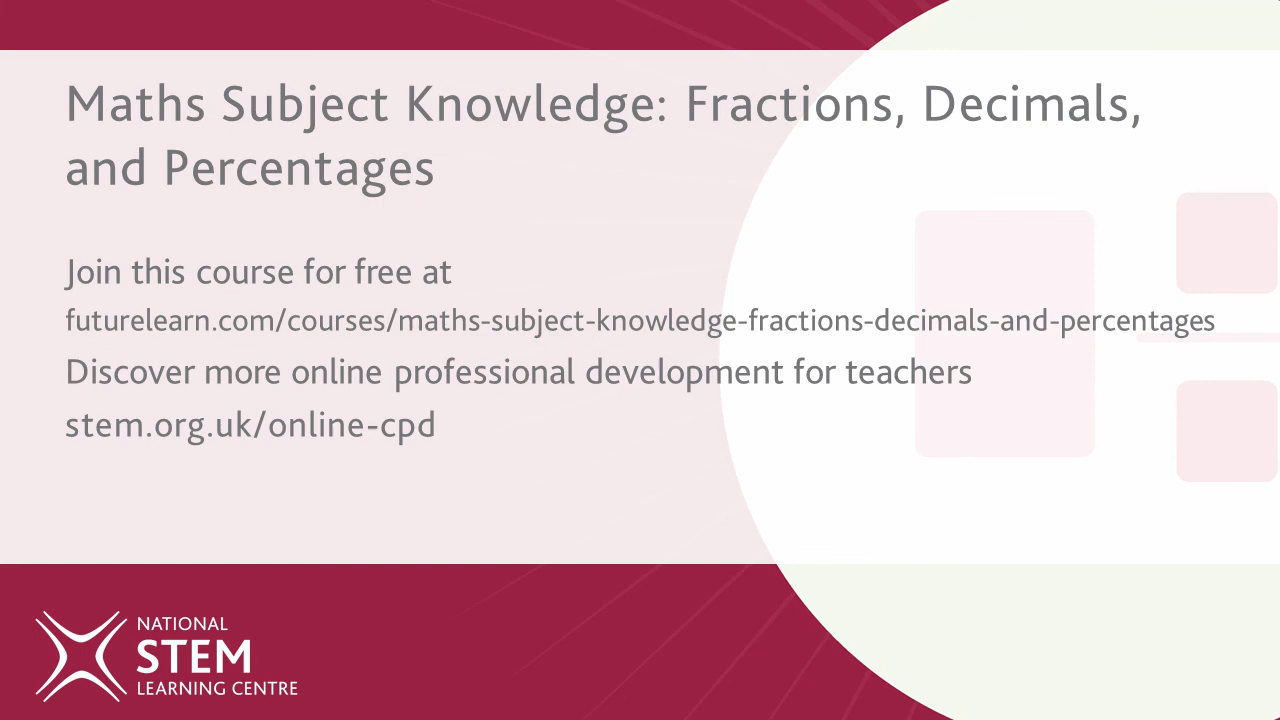 Maths Subject Knowledge: Fractions, Decimals,
and Percentages
Join this course for free at
futurelearn.com/courses/maths-subject-knowledge-fractions-decimals-and-percentages
Discover more online professional development for teachers
stem.org.uk/online-cpd
NATIONAL
STEM
LEARNING CENTRE